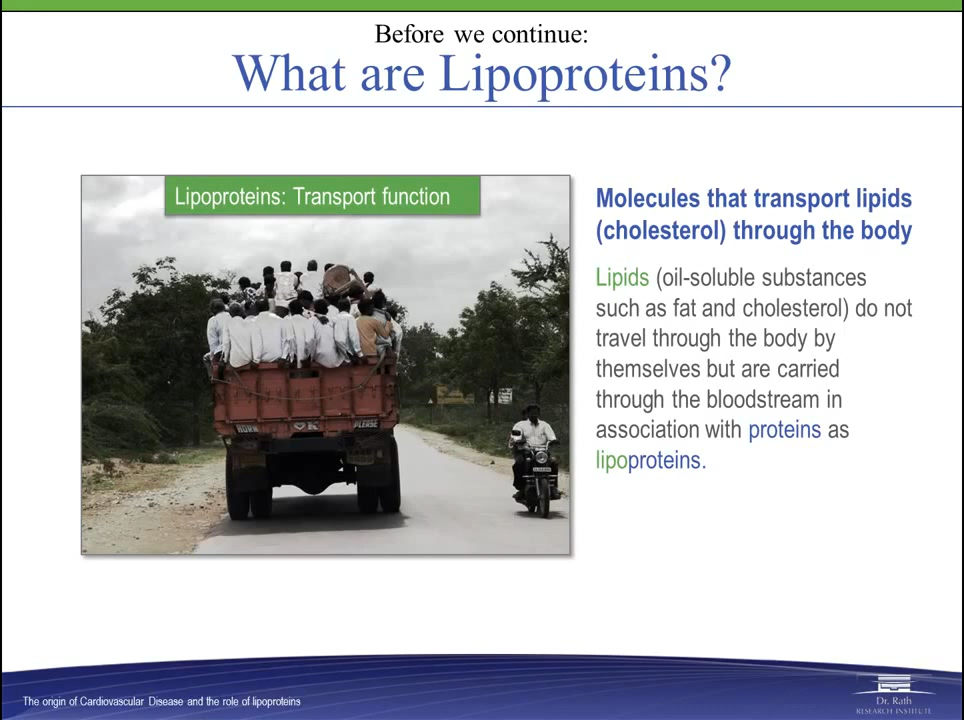 Before we continue:
What are Lipoproteins?
Lipoproteins: Transport function
HORN
PLEASE
Molecules that transport lipids
(cholesterol) through the body
Lipids (oil-soluble substances
such as fat and cholesterol) do not
travel through the body by
themselves but are carried
through the bloodstream in
association with proteins as
lipoproteins.
The origin of Cardiovascular Disease and the role of lipoproteins
Dr. Rath
RESEARCH INSTITUTE